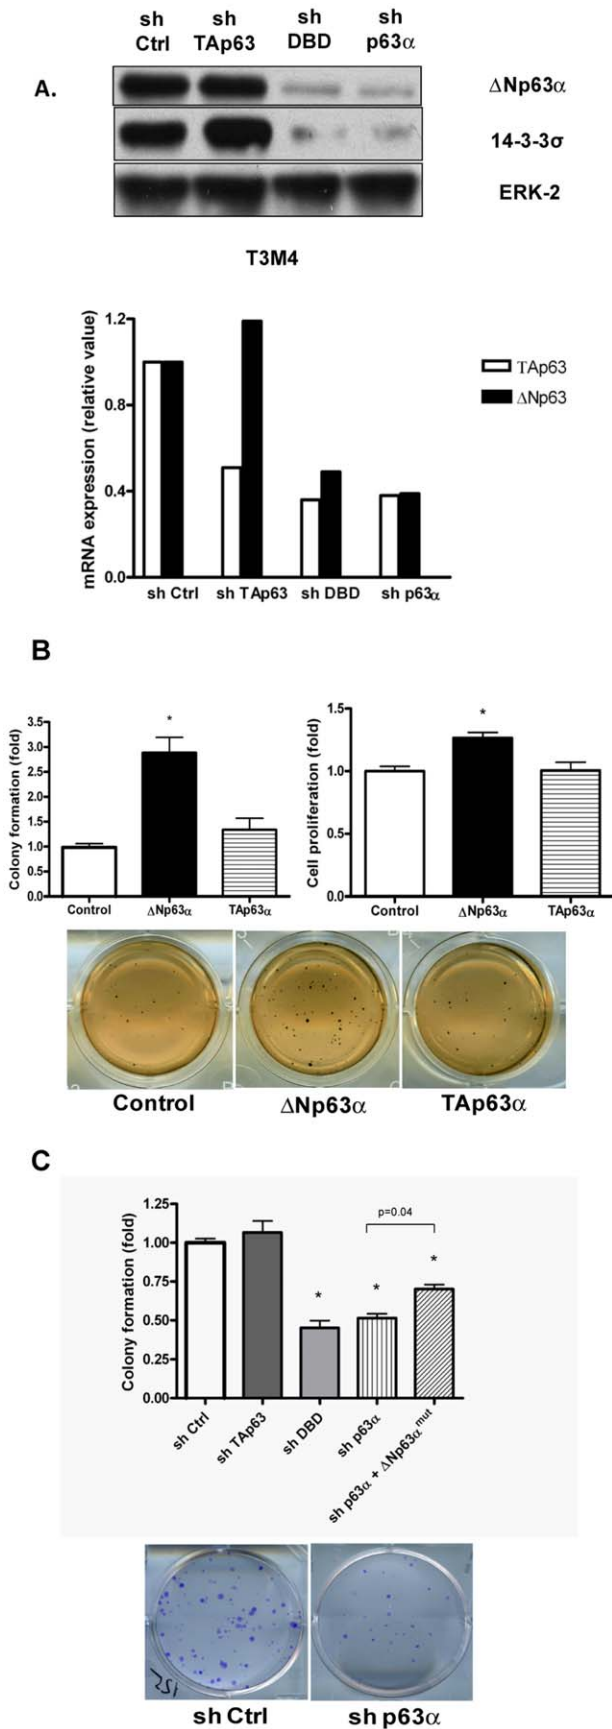 sh Ctrl sh TAp63 sh DBD sh p63α
A.
ΔNp63α
14-3-3σ
ERK-2
T3M4
mRNA expression (relative value)
1.2
0.8
0.4
0.0
TAp63
ΔNp63
sh Ctrl sh TAp63 sh DBD sh p63α
B
Colony formation (fold)
3.5
3.0
2.5
2.0
1.5
1.0
0.5
0.0
Control ΔNp63α TAp63α
*
Cell proliferation (fold)
1.5
1.0
0.5
0.0
Control ΔNp63α TAp63α
*
Control ΔNp63α TAp63α
C
Colony formation (fold)
1.25
1.00
0.75
0.50
0.25
0.00
p=0.04
* * *
sh Ctrl
sh TAp63
sh DBD
sh p63α
sh p63α + ΔNp63α mut
sh Ctrl sh p63α